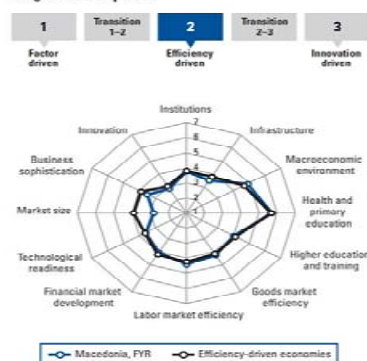 1
Transition
1–2
2
Transition
2–3
3
Factor
driven
Efficiency
driven
Innovation
driven
Institutions
Innovation
Infrastructure
Business
sophistication
Macroeconomic
environment
Market size
Health and
primary
education
Technological
readiness
Higher education
and training
Financial market
development
Goods market
efficiency
Labor market efficiency
7
6
5
4
3
2
1
Macedonia, FYR
Efficiency-driven economies